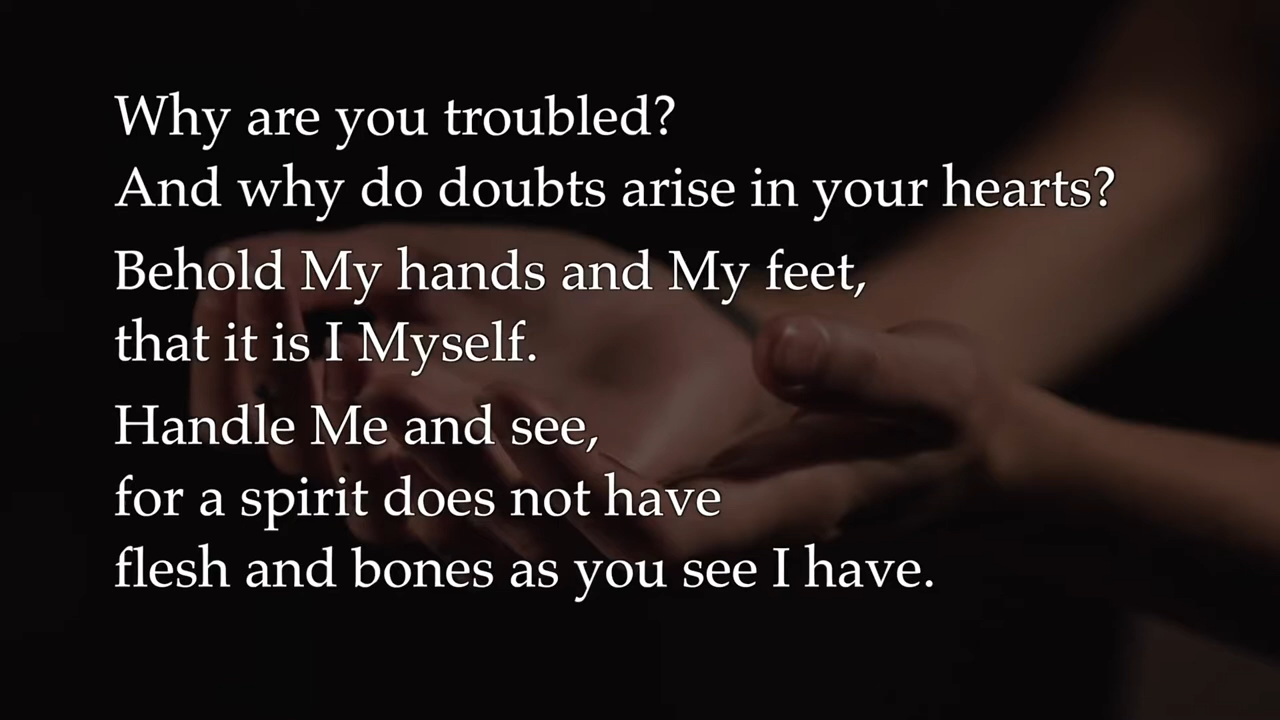 Why are you troubled?
And why do doubts arise in your hearts?
Behold My hands and My feet,
that it is I Myself.
Handle Me and see,
for a spirit does not have
flesh and bones as you see I have.